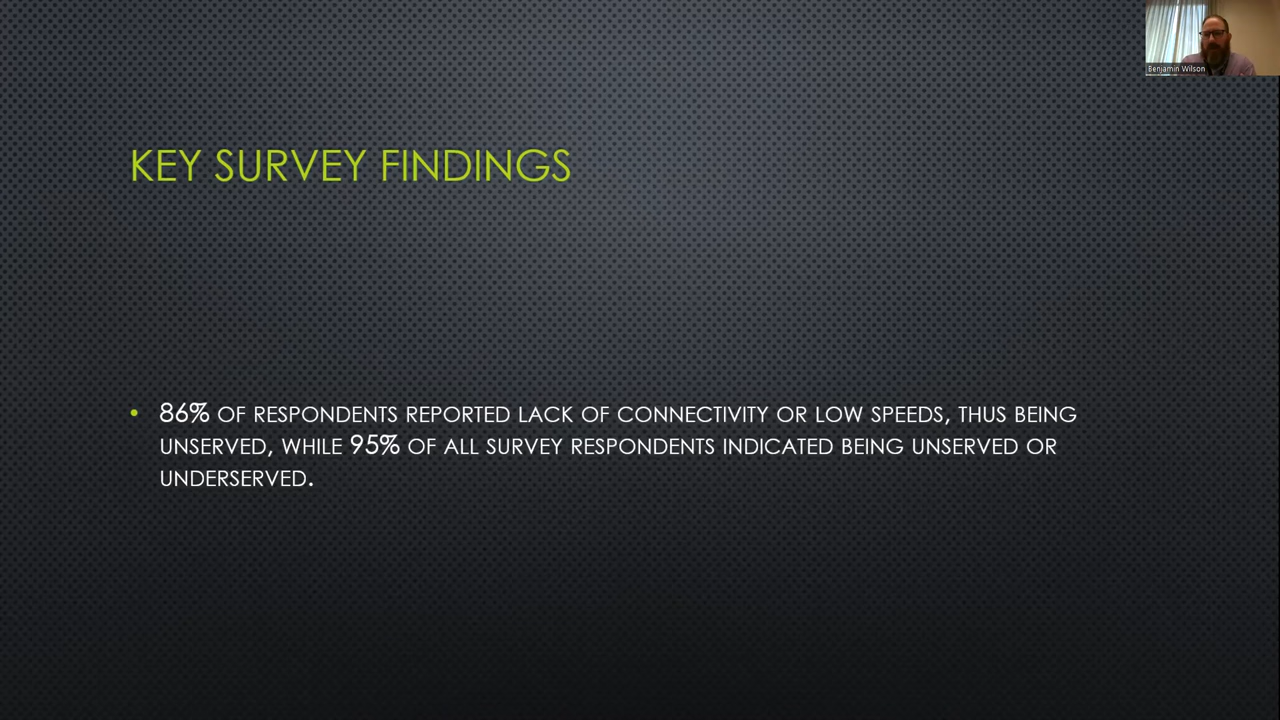 Benjamin Wilson
KEY SURVEY FINDINGS
• 86% OF RESPONDENTS REPORTED LACK OF CONNECTIVITY OR LOW SPEEDS, THUS BEING
UNSERVED, WHILE 95% OF ALL SURVEY RESPONDENTS INDICATED BEING UNSERVED OR
UNDERSERVED.